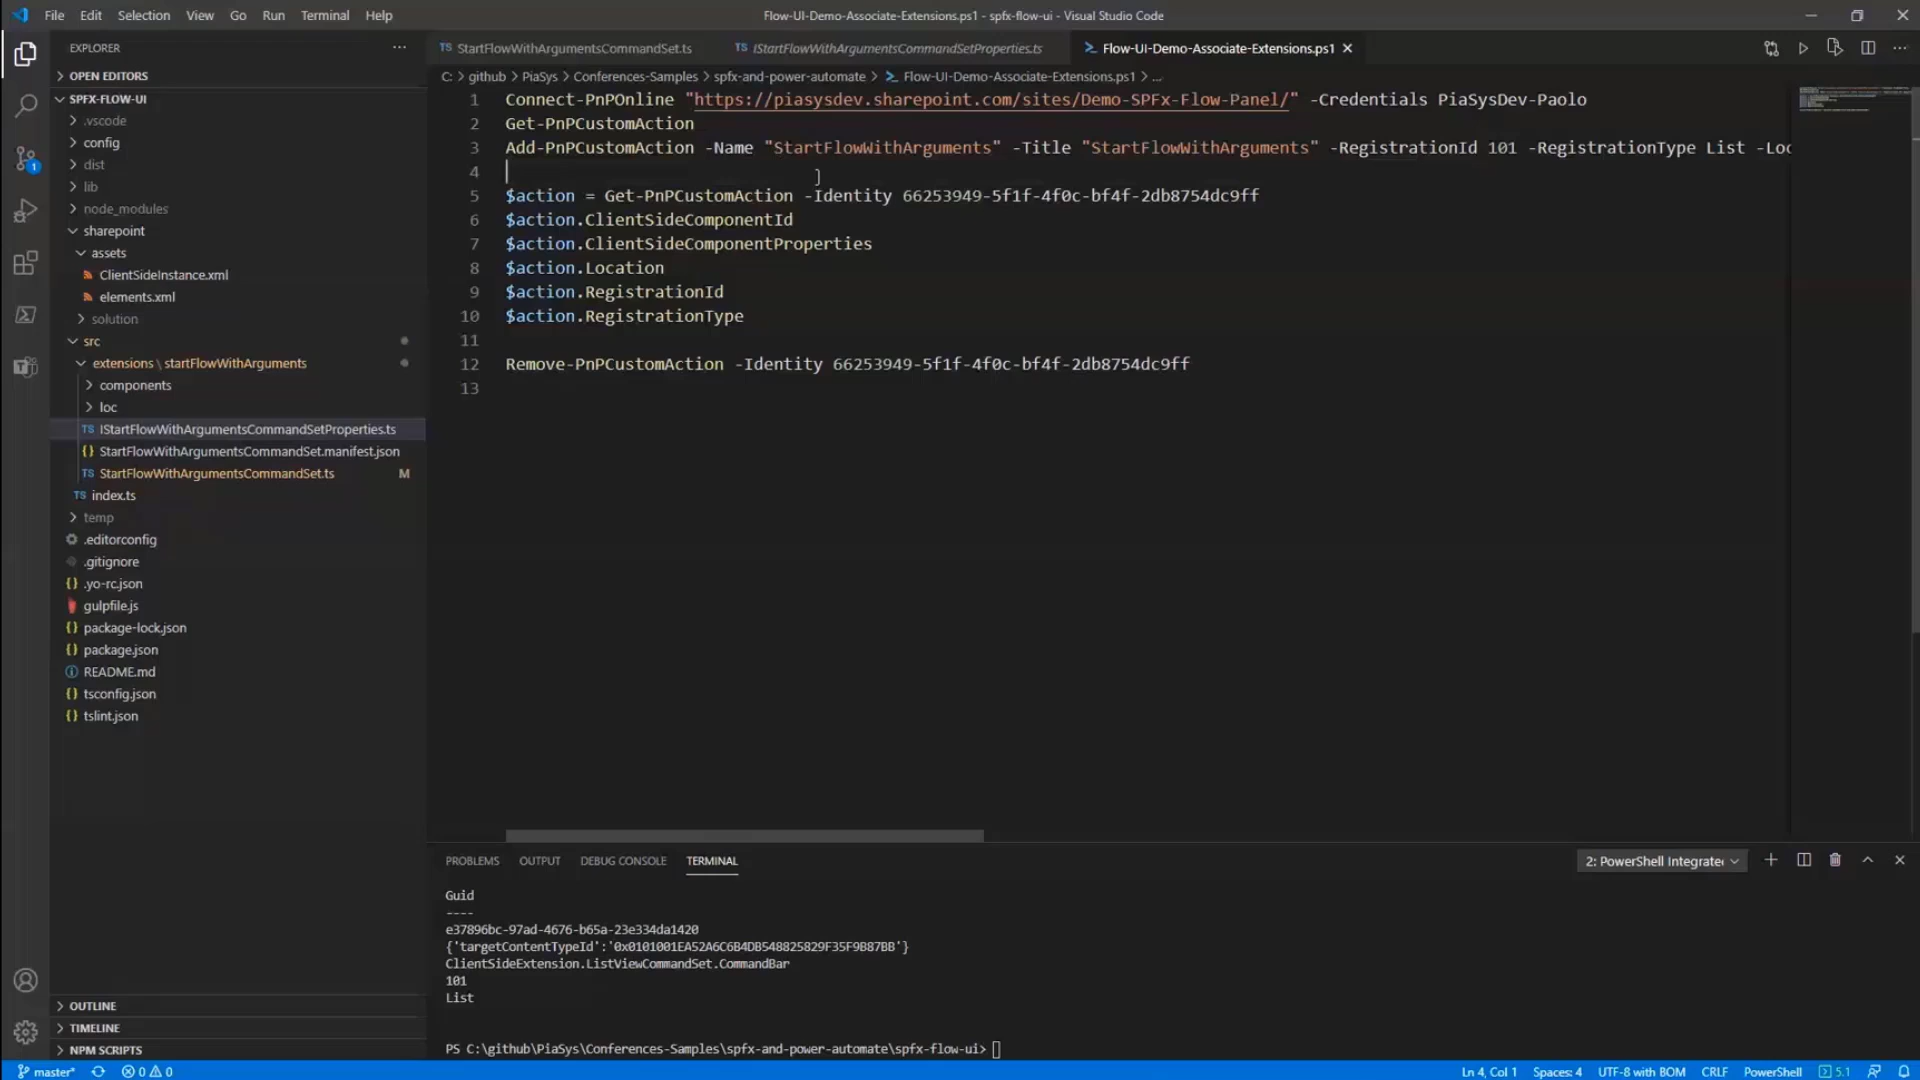 File Edit Selection View Go Run Terminal Help
Flow-UI-Demo-Associate-Extensions.ps1 - spfx-flow-ui - Visual Studio Code
EXPLORER
OPEN EDITORS
SPFX-FLOW-UI
.vscode
config
dist
lib
node_modules
sharepoint
assets
ClientSideInstance.xml
elements.xml
solution
src
extensions \ startFlowWithArguments
components
loc
TS IStartFlowWithArgumentsCommandSetProperties.ts
{} StartFlowWithArgumentsCommandSet.manifest.json
TS StartFlowWithArgumentsCommandSet.ts M
TS index.ts
temp
.editorconfig
.gitignore
{} .yo-rc.json
gulpfile.js
{} package-lock.json
{} package.json
README.md
{} tsconfig.json
{} tslint.json
OUTLINE
TIMELINE
NPM SCRIPTS
TS StartFlowWithArgumentsCommandSet.ts
TS IStartFlowWithArgumentsCommandSetProperties.ts
Flow-UI-Demo-Associate-Extensions.ps1
C: > github > PiaSys > Conferences-Samples > spfx-and-power-automate > Flow-UI-Demo-Associate-Extensions.ps1 > ...
1 Connect-PnPOnline "https://piasysdev.sharepoint.com/sites/Demo-SPFx-Flow-Panel/" -Credentials PiaSysDev-Paolo
2 Get-PnPCustomAction
3 Add-PnPCustomAction -Name "StartFlowWithArguments" -Title "StartFlowWithArguments" -RegistrationId 101 -RegistrationType List -Loc
4
5 $action = Get-PnPCustomAction -Identity 66253949-5f1f-4f0c-bf4f-2db8754dc9ff
6 $action.ClientSideComponentId
7 $action.ClientSideComponentProperties
8 $action.Location
9 $action.RegistrationId
10 $action.RegistrationType
11
12 Remove-PnPCustomAction -Identity 66253949-5f1f-4f0c-bf4f-2db8754dc9ff
13
PROBLEMS OUTPUT DEBUG CONSOLE TERMINAL
2: PowerShell Integrate
Guid
----
e37896bc-97ad-4676-b65a-23e334da1420
{'targetContentTypeId':'0x0101001EA52A6C6B4DB548825829F35F9B87BB'}
ClientSideExtension.ListViewCommandSet.CommandBar
101
List
PS C:\github\PiaSys\Conferences-Samples\spfx-and-power-automate\spfx-flow-ui>
1
master* 0 0
Ln 4, Col 1 Spaces: 4 UTF-8 with BOM CRLF PowerShell 5.1